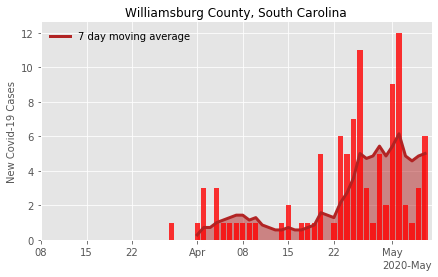 Williamsburg County, South Carolina
7 day moving average
New Covid-19 Cases
12
10
8
6
4
2
0
08 15 22 Apr 08 15 22 May
2020-May